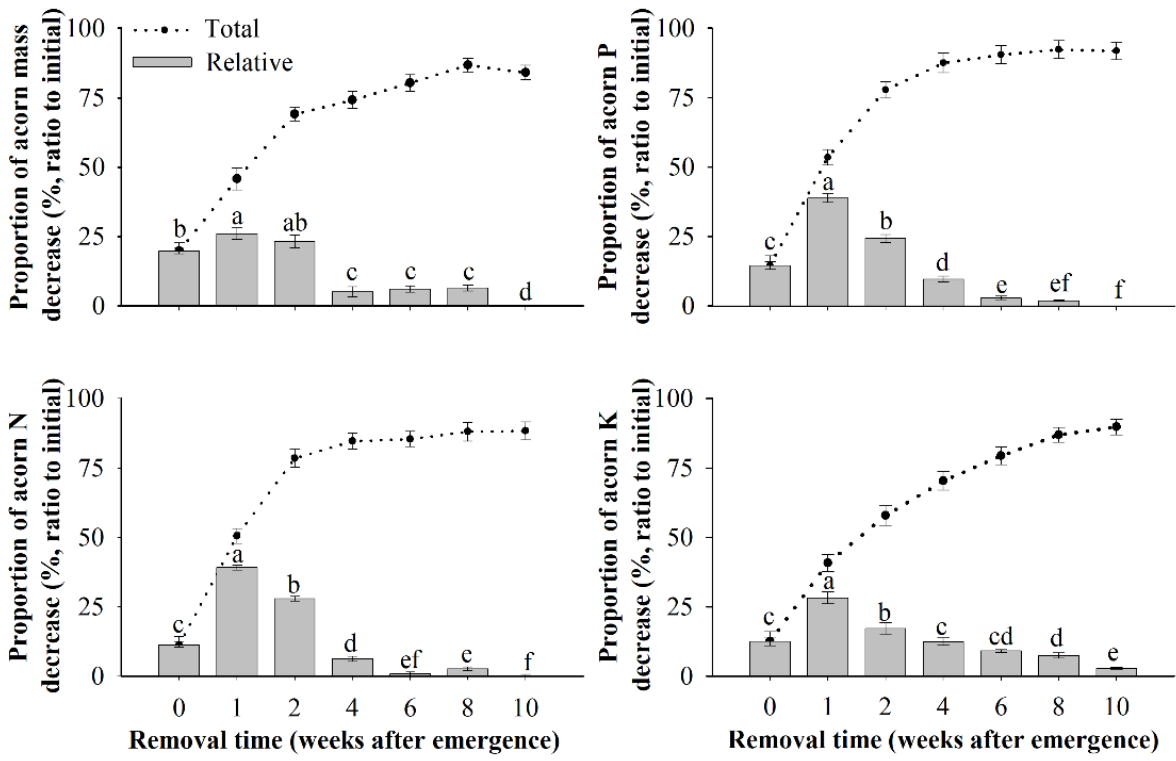 Proportion of acorn mass
decrease (%, ratio to initial)
100
75
50
25
0
Total
Relative
b
a
ab
c
c
c
d
Proportion of acorn P
decrease (%, ratio to initial)
100
75
50
25
0
c
a
b
d
e
ef
f
Proportion of acorn N
decrease (%, ratio to initial)
100
75
50
25
0
c
a
b
d
ef
e
f
0 1 2 4 6 8 10
Removal time (weeks after emergence)
Proportion of acorn K
decrease (%, ratio to initial)
100
75
50
25
0
c
a
b
c
cd
d
e
0 1 2 4 6 8 10
Removal time (weeks after emergence)